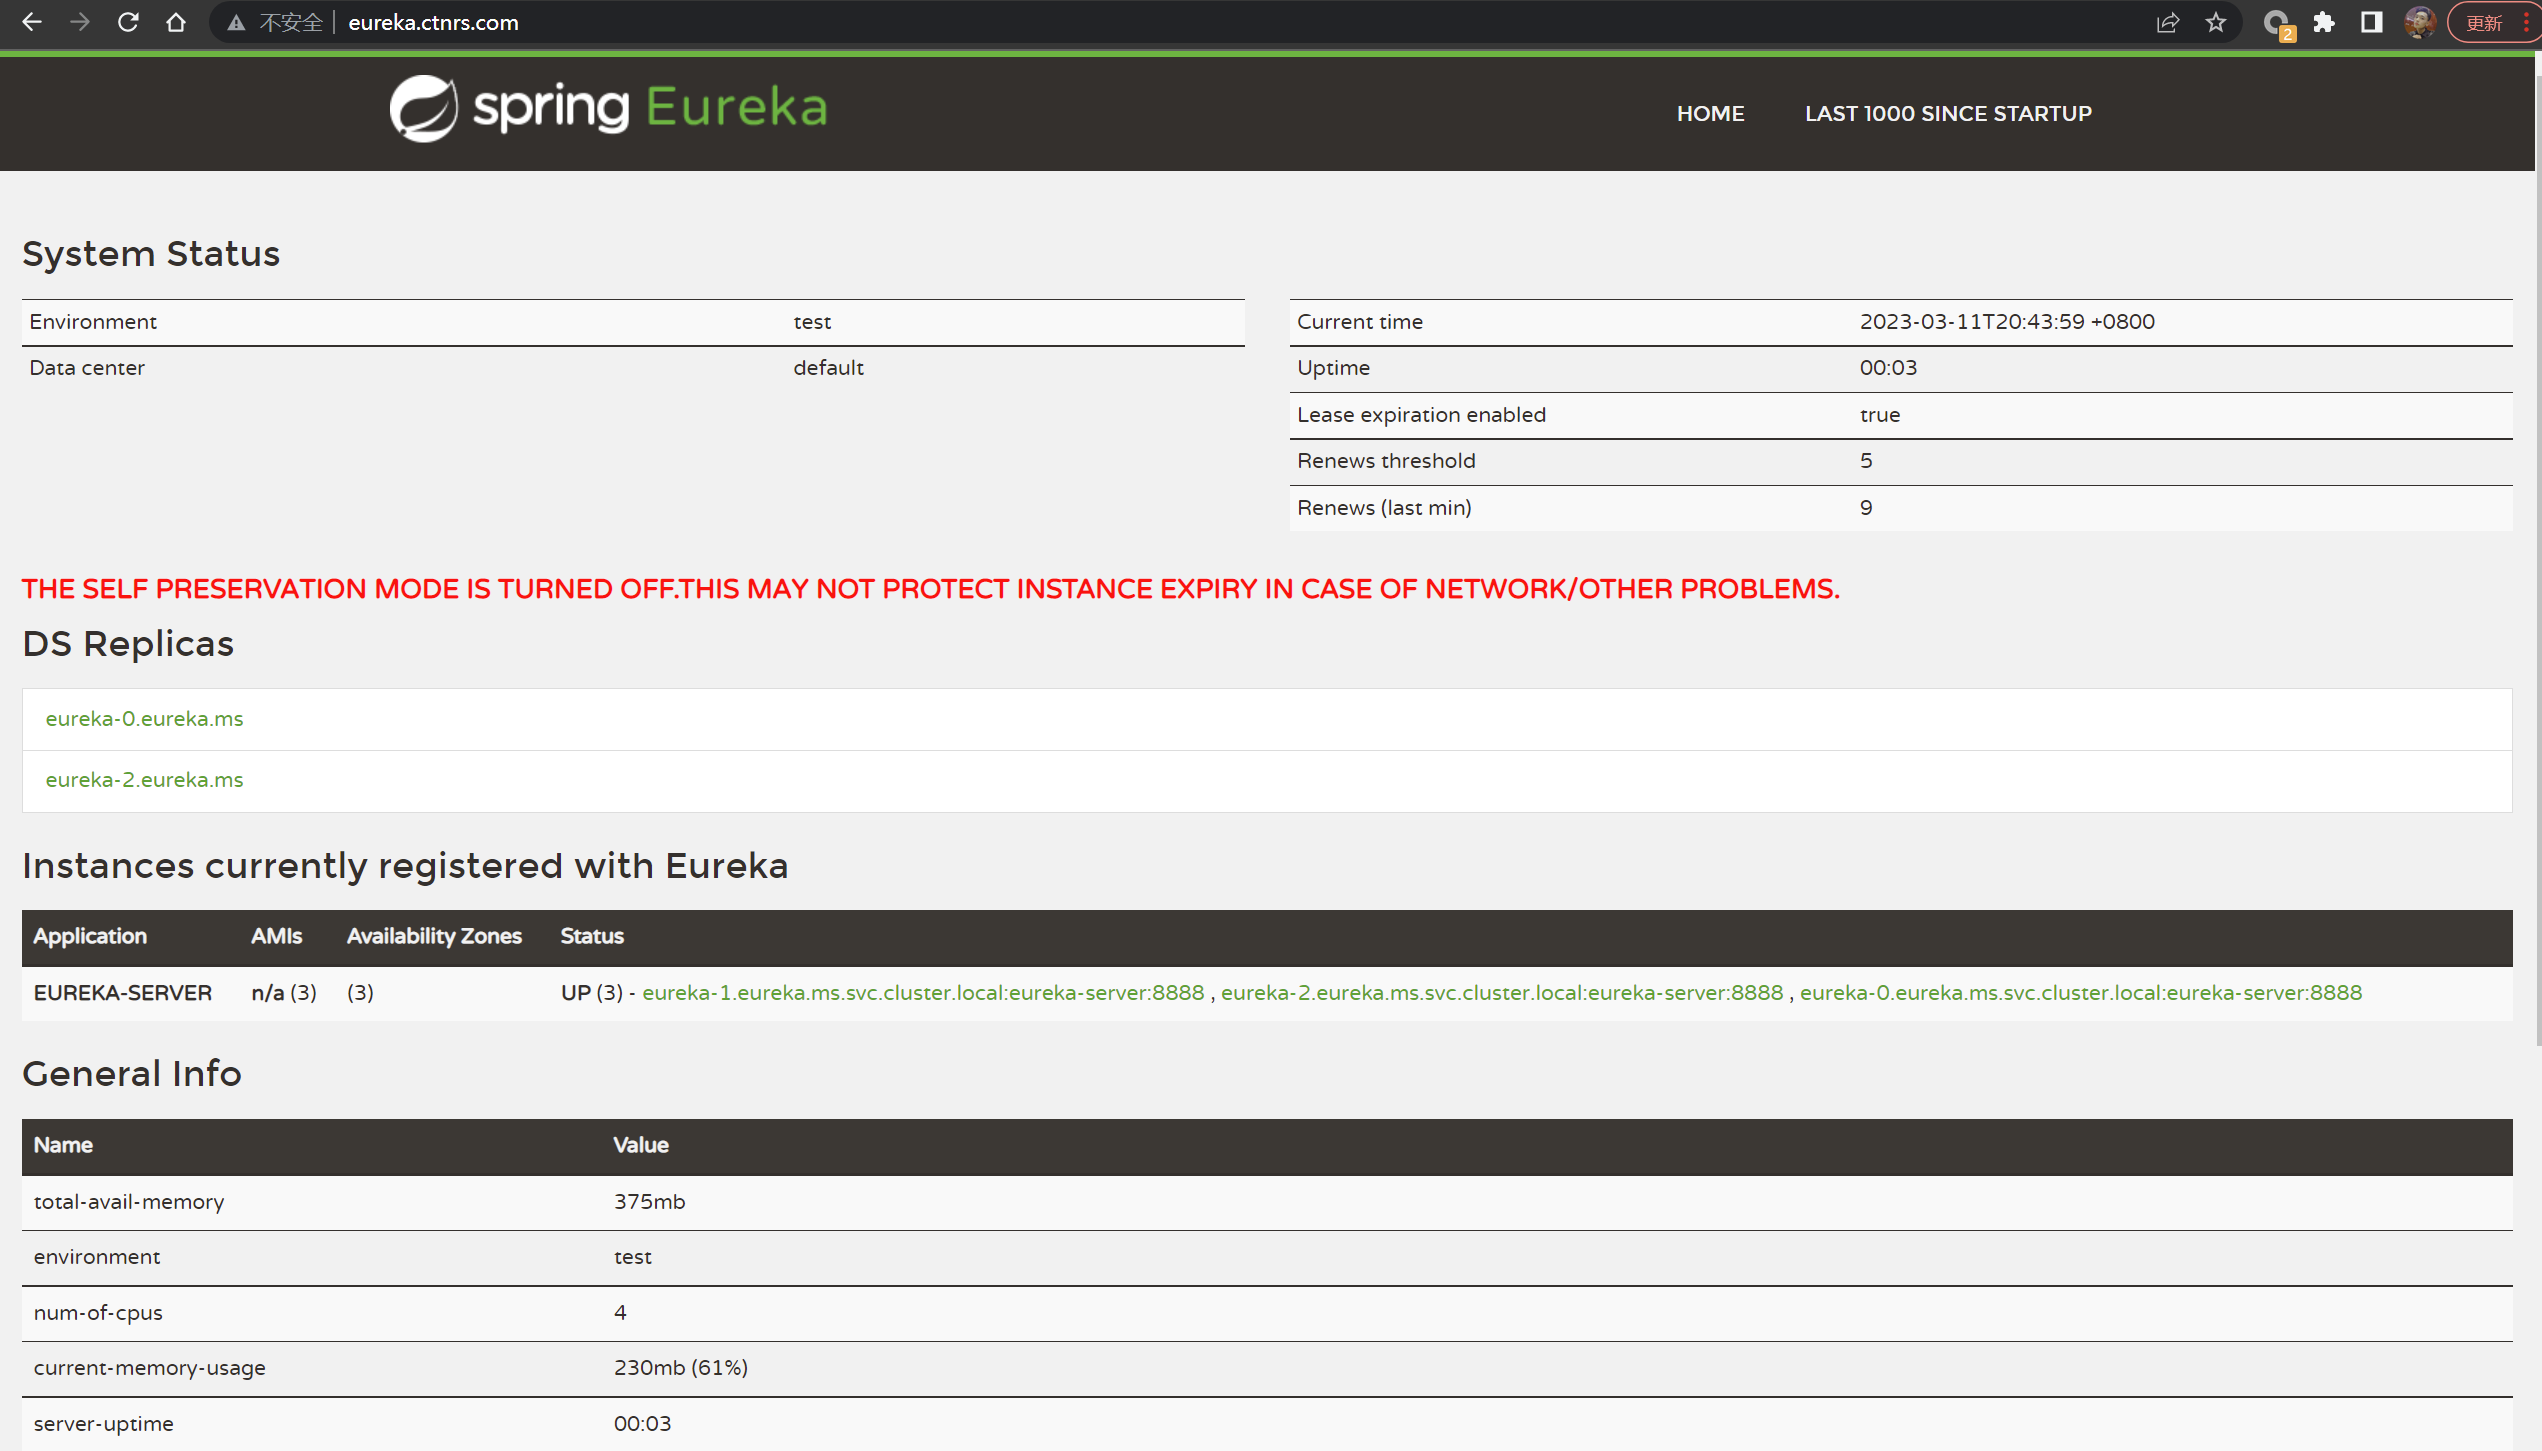 不安全 eureka.ctnrs.com 2 更新
spring Eureka HOME LAST 1000 SINCE STARTUP
System Status
Environment test
Data center default
Current time 2023-03-11T20:43:59 +0800
Uptime 00:03
Lease expiration enabled true
Renews threshold 5
Renews (last min) 9
THE SELF PRESERVATION MODE IS TURNED OFF.THIS MAY NOT PROTECT INSTANCE EXPIRY IN CASE OF NETWORK/OTHER PROBLEMS.
DS Replicas
eureka-0.eureka.ms
eureka-2.eureka.ms
Instances currently registered with Eureka
Application AMIs Availability Zones Status
EUREKA-SERVER n/a (3) (3) UP (3) - eureka-1.eureka.ms.svc.cluster.local:eureka-server:8888 , eureka-2.eureka.ms.svc.cluster.local:eureka-server:8888 , eureka-0.eureka.ms.svc.cluster.local:eureka-server:8888
General Info
Name Value
total-avail-memory 375mb
environment test
num-of-cpus 4
current-memory-usage 230mb (61%)
server-uptime 00:03